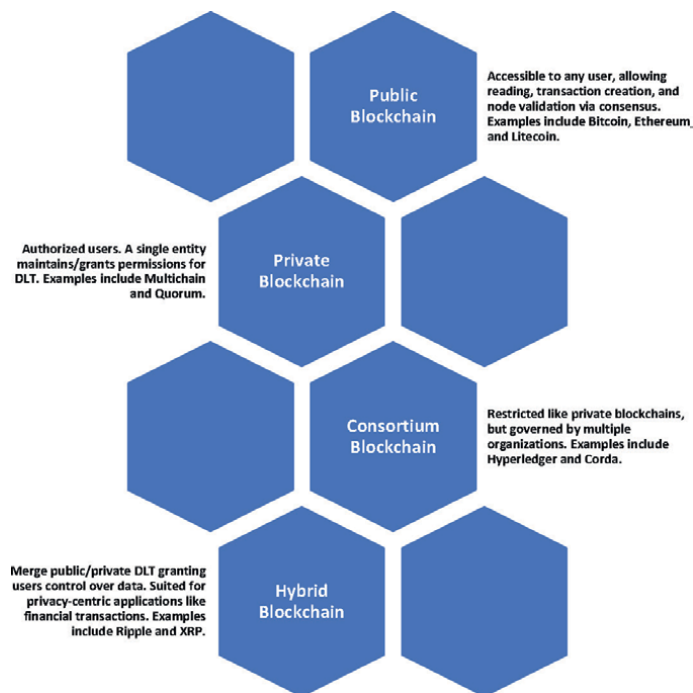 Public
Blockchain
Accessible to any user, allowing
reading, transaction creation, and
node validation via consensus.
Examples include Bitcoin, Ethereum,
and Litecoin.
Authorized users. A single entity
maintains/grants permissions for
DLT. Examples include Multichain
and Quorum.
Private
Blockchain
Consortium
Blockchain
Restricted like private blockchains,
but governed by multiple
organizations. Examples include
Hyperledger and Corda.
Merge public/private DLT granting
users control over data. Suited for
privacy-centric applications like
financial transactions. Examples
include Ripple and XRP.
Hybrid
Blockchain